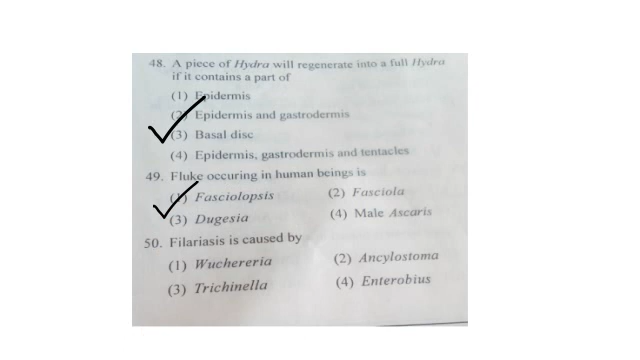 48. A piece of Hydra will regenerate into a full Hydra
if it contains a part of
(1) Epidermis
(2) Epidermis and gastrodermis
(3) Basal disc
(4) Epidermis, gastrodermis and tentacles
49. Fluke occuring in human beings is
(1) Fasciolopsis (2) Fasciola
(3) Dugesia (4) Male Ascaris
50. Filariasis is caused by
(1) Wuchereria (2) Ancylostoma
(3) Trichinella (4) Enterobius